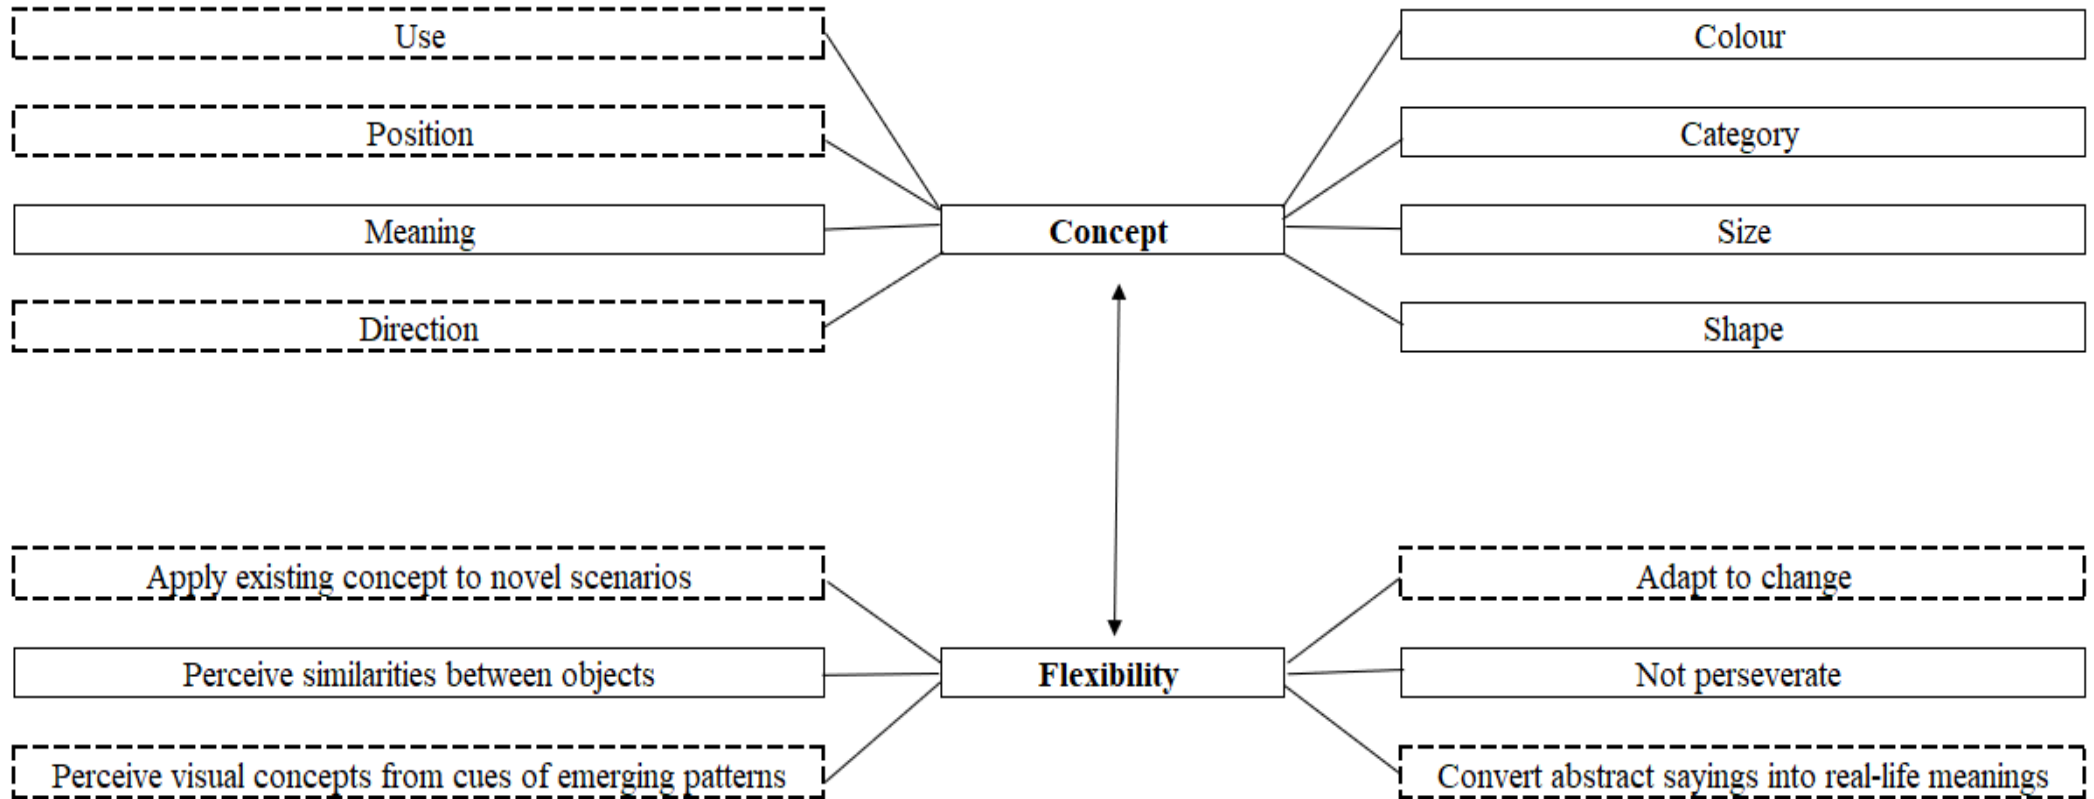 Use
Colour
Position
Category
Meaning
Concept
Size
Direction
Shape
Apply existing concept to novel scenarios
Adapt to change
Perceive similarities between objects
Flexibility
Not perseverate
Perceive visual concepts from cues of emerging patterns
Convert abstract sayings into real-life meanings